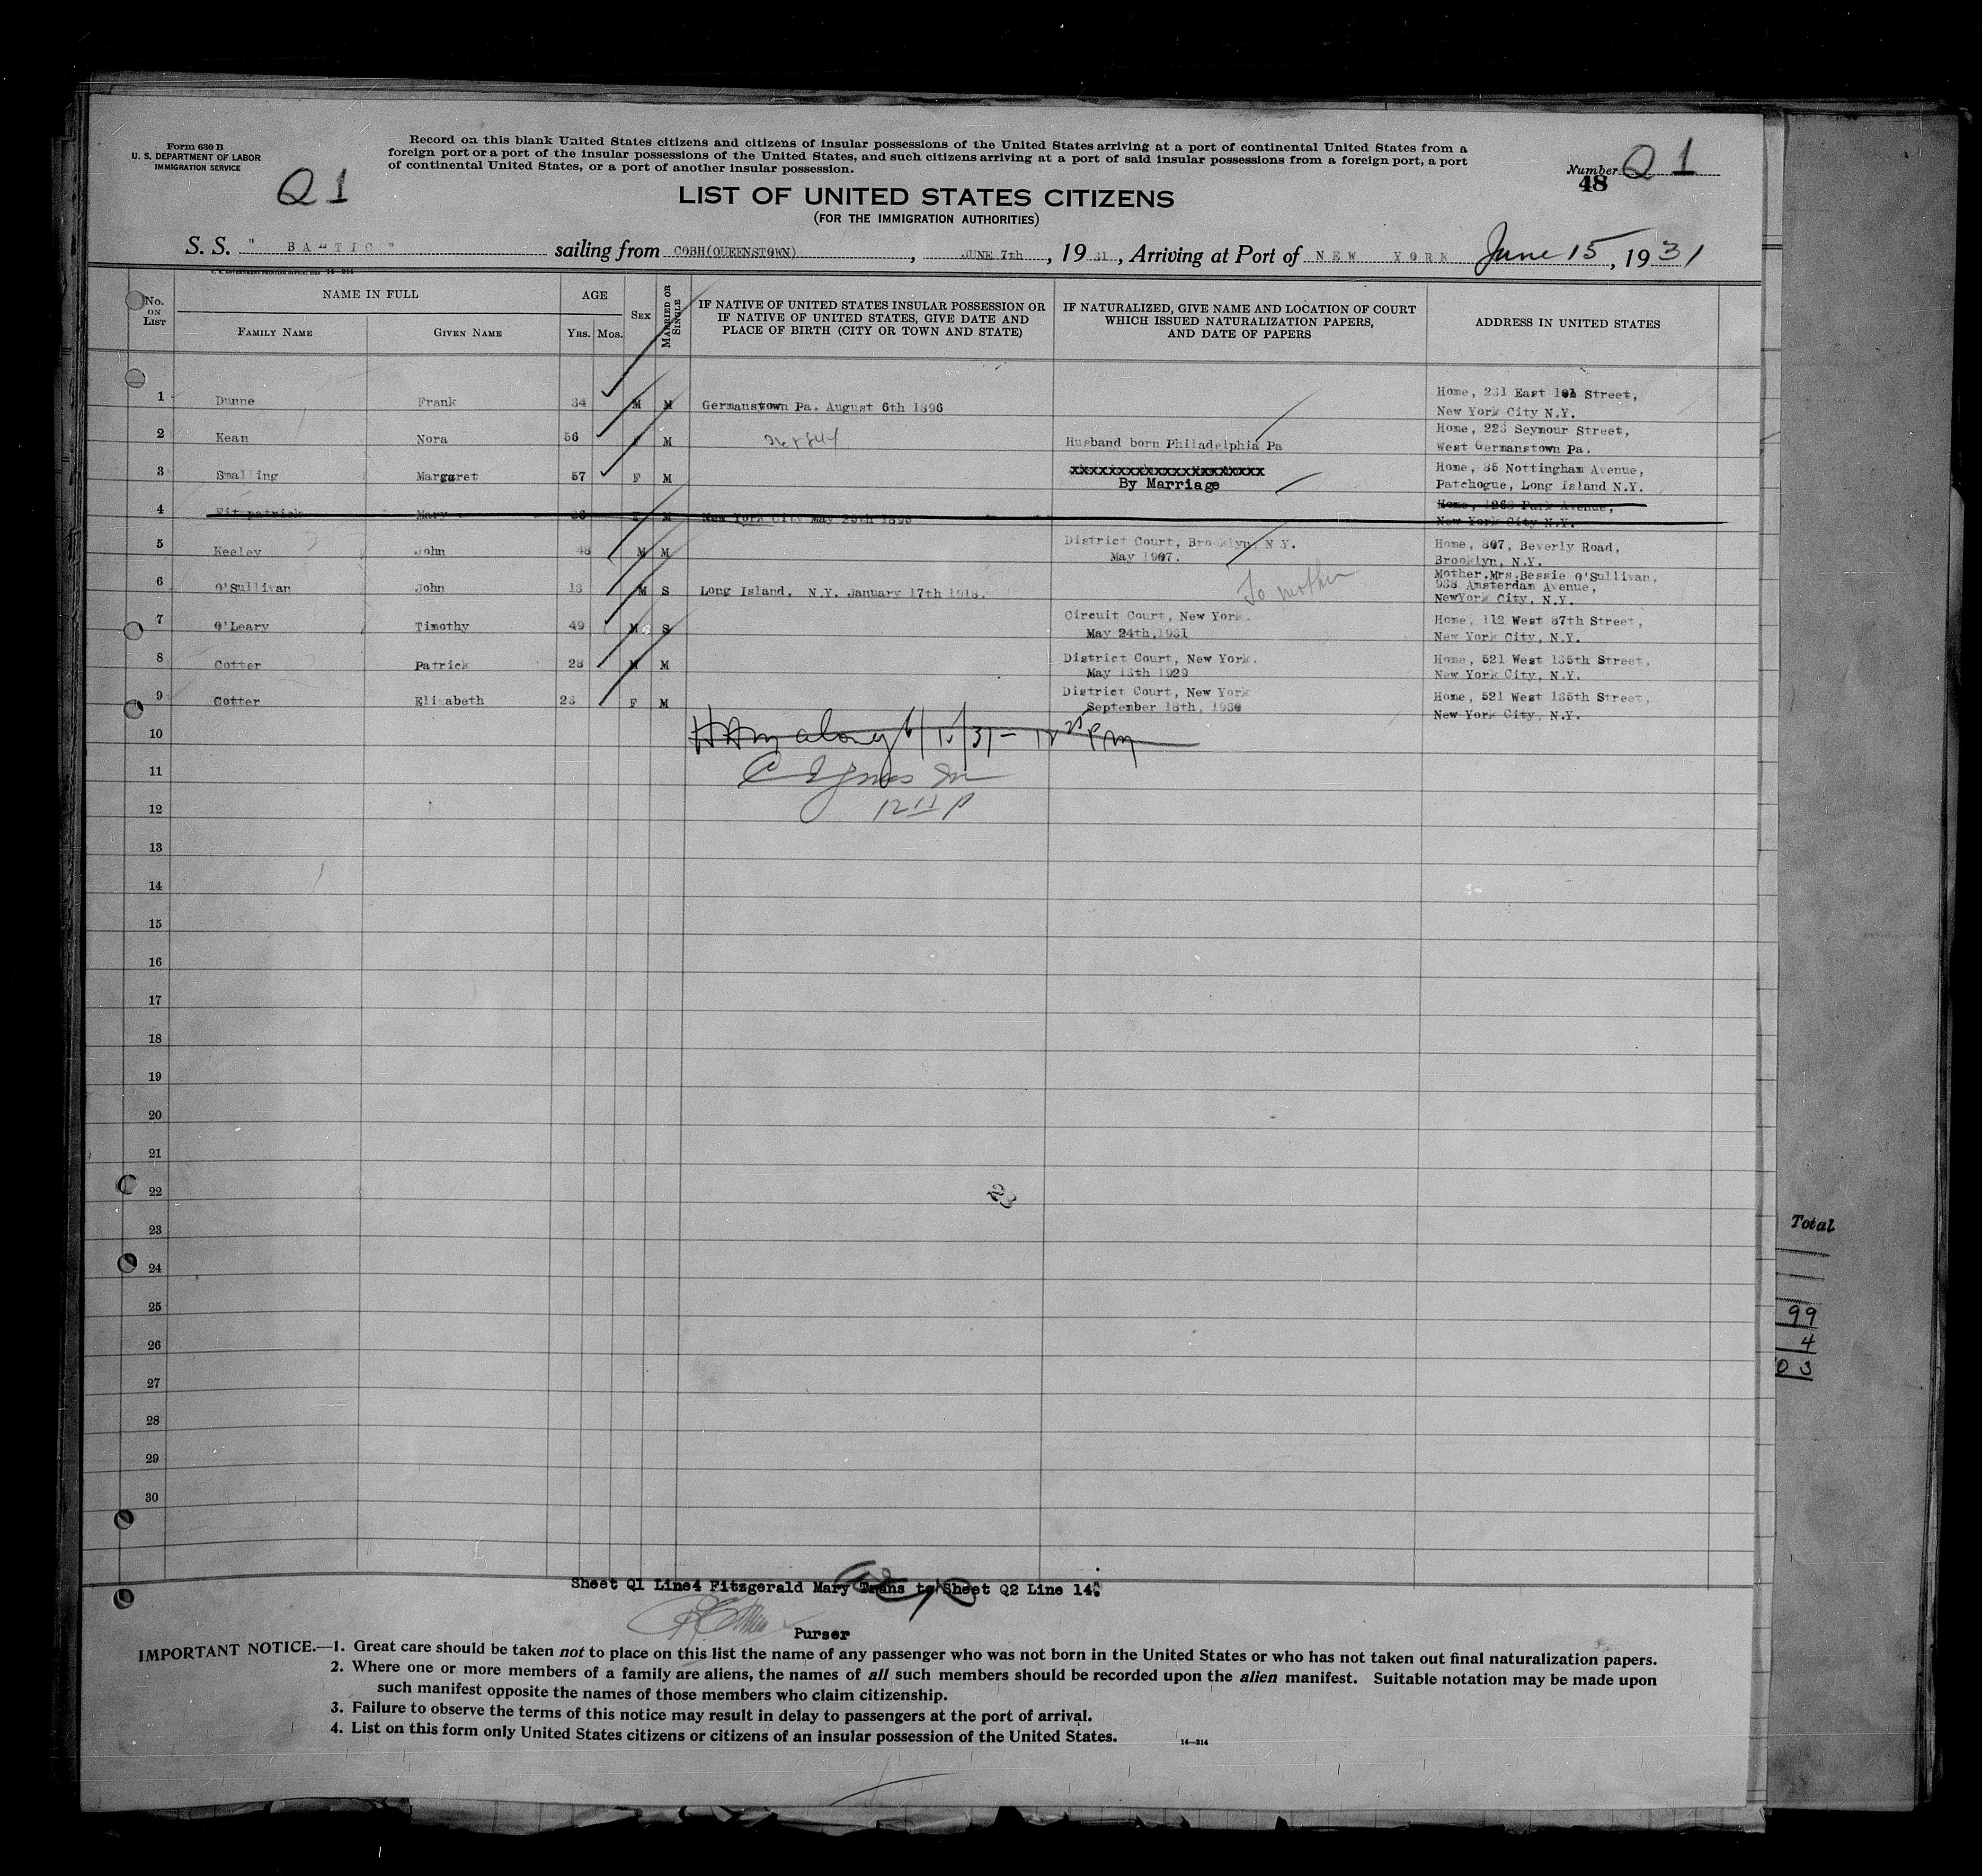 Form 630 B
U. S. DEPARTMENT OF LABOR
IMMIGRATION SERVICE
Q 1
Record on this blank United States citizens and citizens of insular possessions of the United States arriving at a port of continental United States from a
foreign port or a port of the insular possessions of the United States, and such citizens arriving at a port of said insular possessions from a foreign port, a port
of continental United States, or a port of another insular possession.
Number Q 1
48
LIST OF UNITED STATES CITIZENS
(FOR THE IMMIGRATION AUTHORITIES)
S. S. " BALTIC " sailing from COBH(QUEENSTOWN), JUNE 7th, 1931, Arriving at Port of NEW YORK June 15, 1931
No. ON LIST
NAME IN FULL
FAMILY NAME
GIVEN NAME
AGE
YRS.
MOS.
SEX
MARRIED OR SINGLE
IF NATIVE OF UNITED STATES INSULAR POSSESSION OR
IF NATIVE OF UNITED STATES, GIVE DATE AND
PLACE OF BIRTH (CITY OR TOWN AND STATE)
IF NATURALIZED, GIVE NAME AND LOCATION OF COURT
WHICH ISSUED NATURALIZATION PAPERS,
AND DATE OF PAPERS
ADDRESS IN UNITED STATES
1 Dunne Frank 34 M M Germanstown Pa. August 6th 1896 Home, 231 East Street,
New York City N.Y.
2 Kean Nora 56 M Husband born Philadelphia Pa Home, 223 Seymour Street,
West Germanstown Pa.
3 Smalling Margaret 57 F M xxxxxxxxxxxxxxxxxxxxxxxx Home, 35 Nottingham Avenue,
By Marriage Patchogue, Long Island N.Y.
4 Fitzpatrick Mary M New York City May Home, Park Avenue,
New York City N.Y.
5 Keeley John 48 M M District Court, Brooklyn, N.Y. Home, 807, Beverly Road,
May 1907. Brooklyn, N.Y.
6 O'Sullivan John 13 M S Long Island, N.Y. January 17th 1918. To mother Mother, Mrs. Bessie O'Sullivan,
938 Amsterdam Avenue,
NewYork City, N.Y.
7 O'Leary Timothy 49 M S Circuit Court, New York. Home, 112 West 87th Street,
May 24th, 1931 New York City, N.Y.
8 Cotter Patrick 28 M M District Court, New York. Home, 521 West 135th Street,
May 13th 1929 New York City, N.Y.
9 Cotter Elizabeth 23 F M District Court, New York Home, 521 West 135th Street,
September 18th, 1930 New York City, N.Y.
10
11
12
13
14
15
16
17
18
19
20
21
22
23
24
25
26
27
28
29
30
Total
99
4
03
Sheet Q1 Line4 Fitzgerald Mary Trans to Sheet Q2 Line 14.
Purser
IMPORTANT NOTICE.—1. Great care should be taken not to place on this list the name of any passenger who was not born in the United States or who has not taken out final naturalization papers.
2. Where one or more members of a family are aliens, the names of all such members should be recorded upon the alien manifest. Suitable notation may be made upon
such manifest opposite the names of those members who claim citizenship.
3. Failure to observe the terms of this notice may result in delay to passengers at the port of arrival.
4. List on this form only United States citizens or citizens of an insular possession of the United States.
14—214